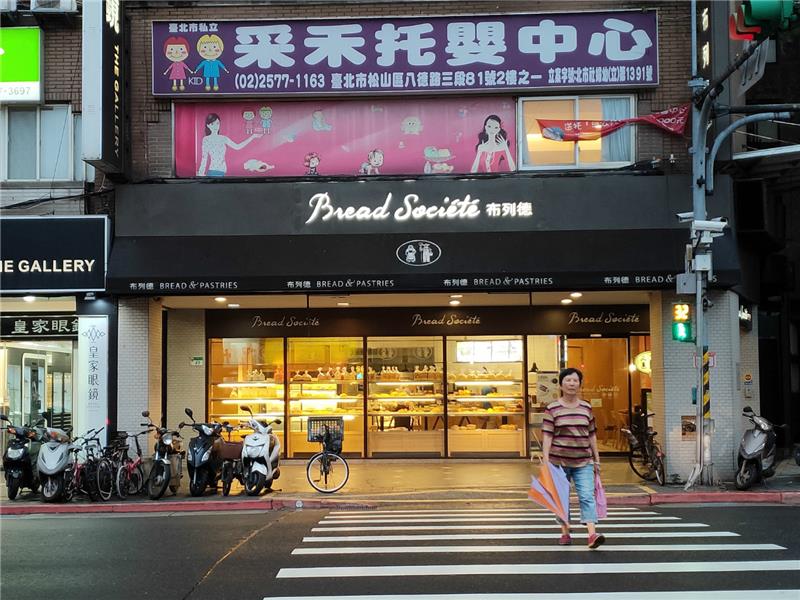 臺北市私立
采禾托嬰中心
KID
(02)2577-1163 臺北市松山區八德路三段81號2樓之一 立案字號:北市社婦幼(立)第1391號
THE GALLERY
3697
Bread Société 布列德
布列德 BREAD & PASTRIES
布列德 BREAD & PASTRIES
布列德 BREAD & PASTRIES
布列德 BREAD &
HE GALLERY
皇家眼鏡
皇家眼鏡
Bread Société
Bread Société
Bread Société
32